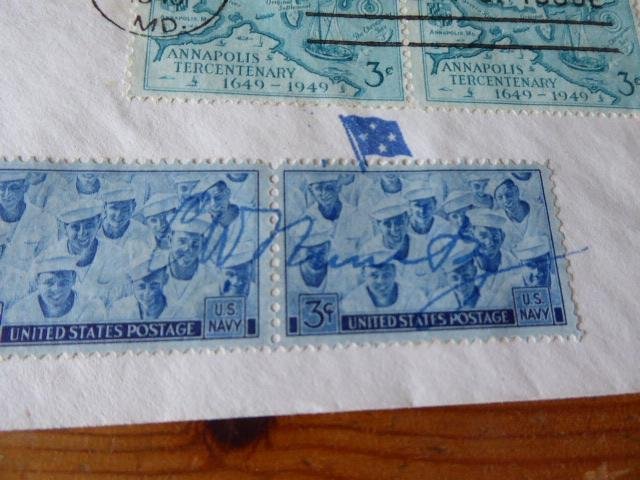 MD.
ANNAPOLIS
TERCENTENARY 3¢
1649 - 1949
ANNAPOLIS
TERCENTENARY
1649 - 1949
UNITED STATES POSTAGE
U.S.
NAVY
3¢
UNITED STATES POSTAGE
U.S.
NAVY